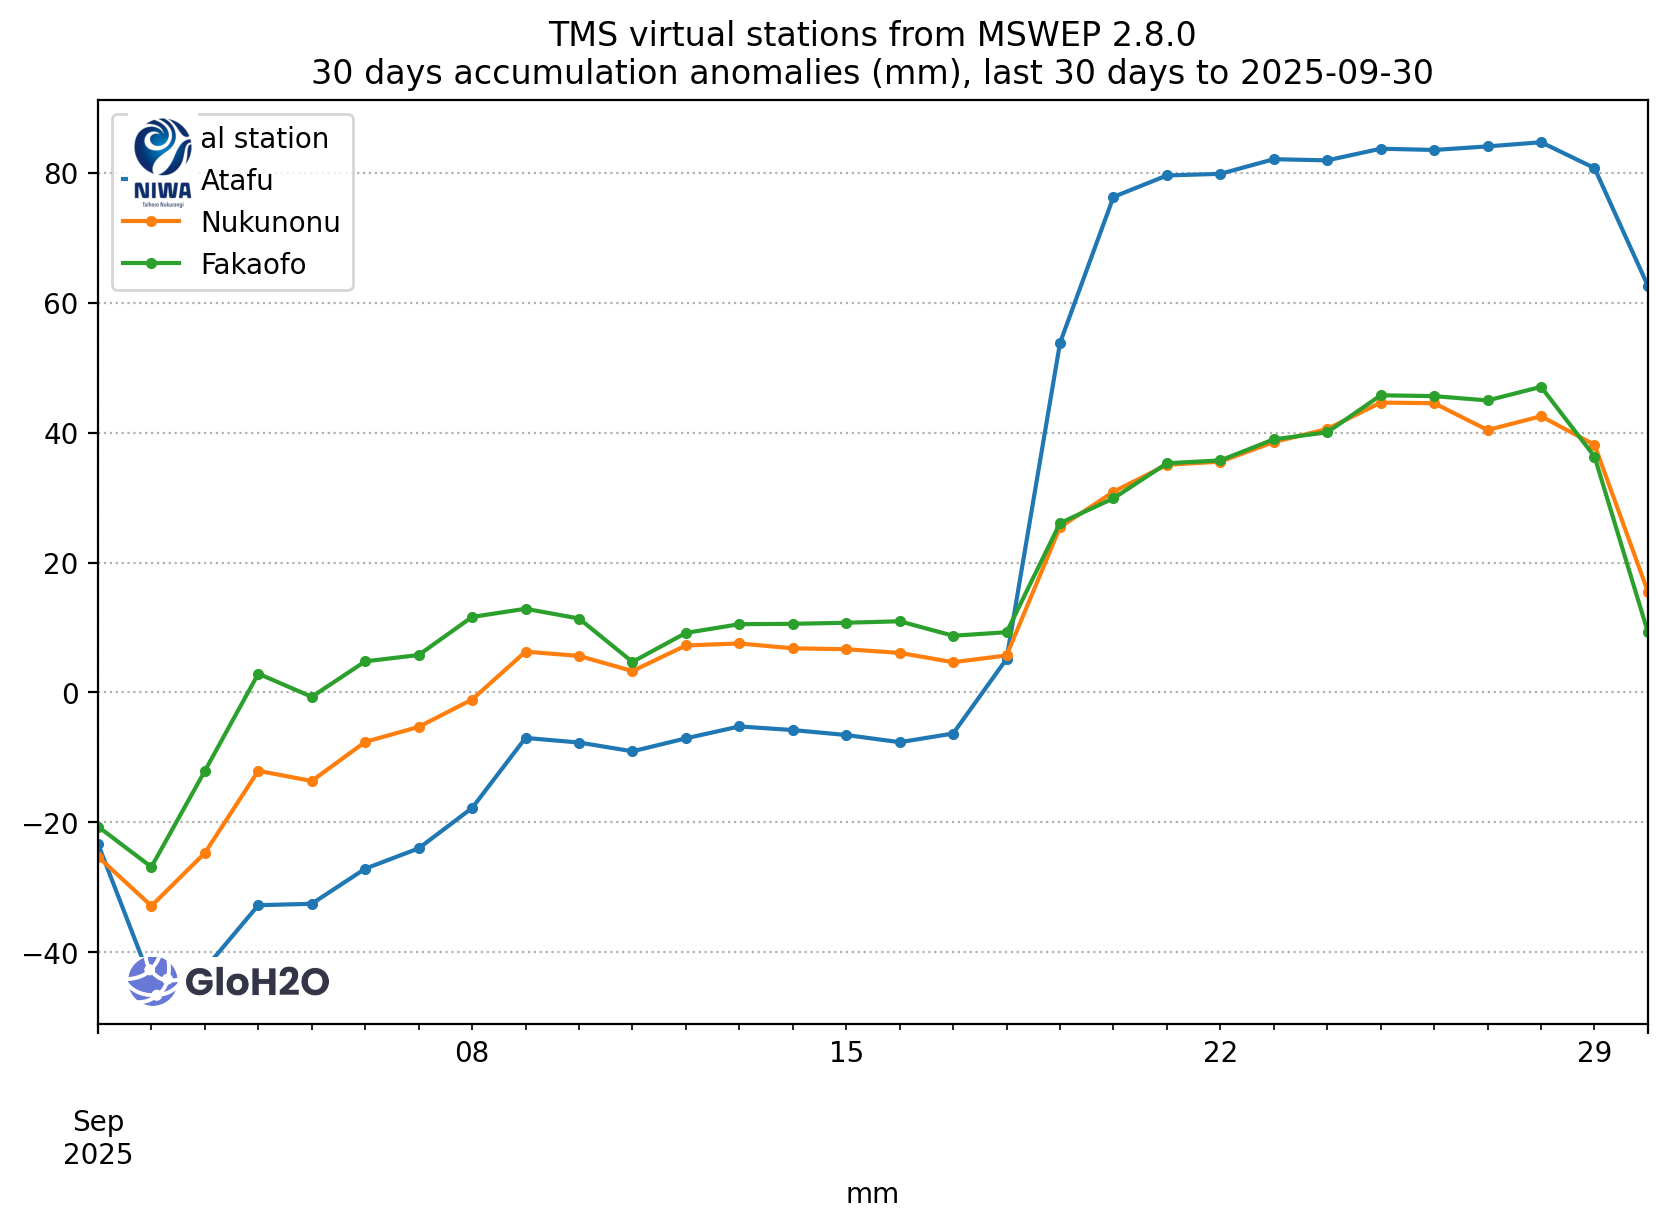 TMS virtual stations from MSWEP 2.8.0
30 days accumulation anomalies (mm), last 30 days to 2025-09-30
al station
Atafu
Nukunonu
Fakaofo
NIWA
Taihoro Nukurangi
80
60
40
20
0
−20
−40
GloH2O
08
15
22
29
Sep
2025
mm